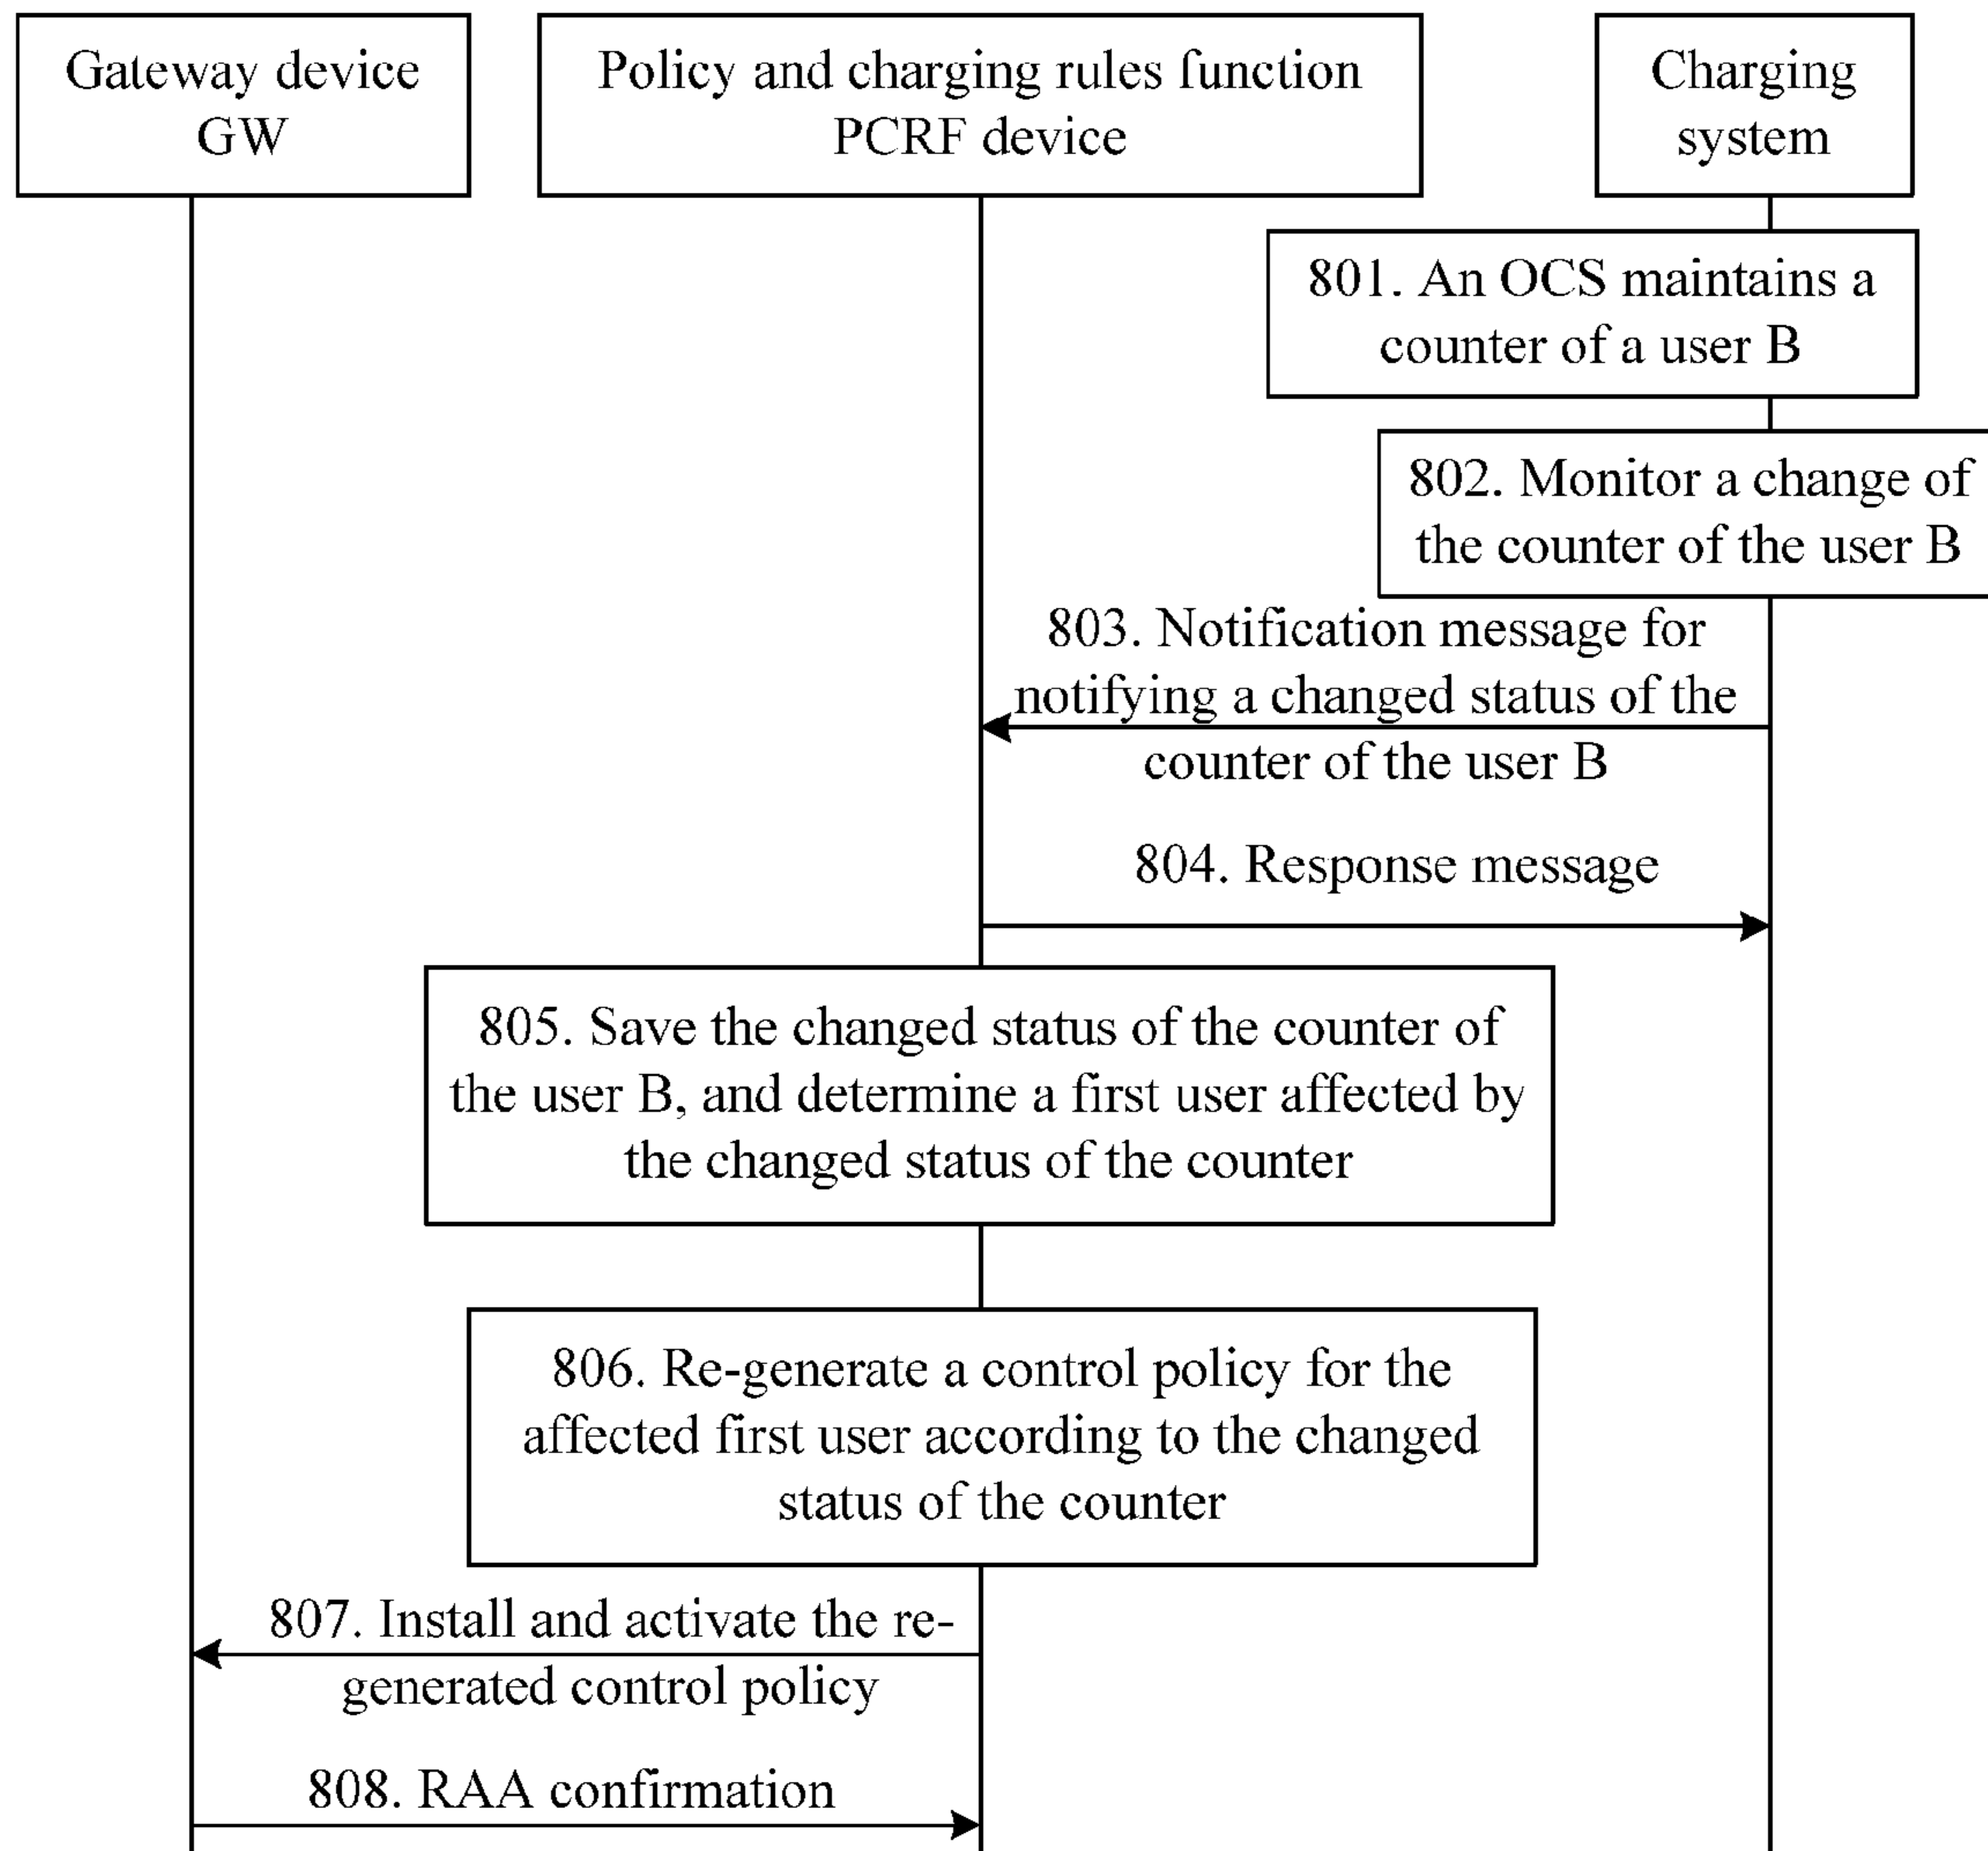 Gateway device
GW
Policy and charging rules function
PCRF device
Charging
system
801. An OCS maintains a
counter of a user B
802. Monitor a change of
the counter of the user B
803. Notification message for
notifying a changed status of the
counter of the user B
804. Response message
805. Save the changed status of the counter of
the user B, and determine a first user affected by
the changed status of the counter
806. Re-generate a control policy for the
affected first user according to the changed
status of the counter
807. Install and activate the re-
generated control policy
808. RAA confirmation